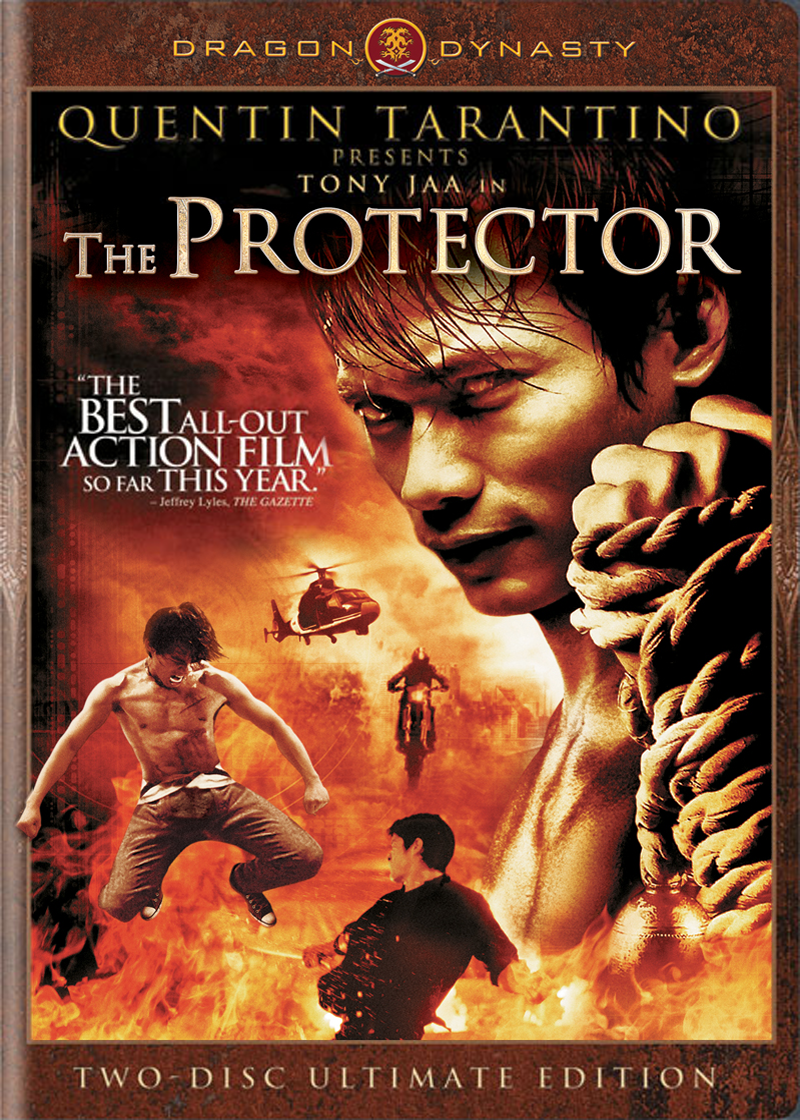 DRAGON DYNASTY
QUENTIN TARANTINO
PRESENTS
TONY JAA IN
THE PROTECTOR
"THE
BEST ALL-OUT
ACTION FILM
SO FAR THIS YEAR."
– Jeffrey Lyles, THE GAZETTE
TWO-DISC ULTIMATE EDITION